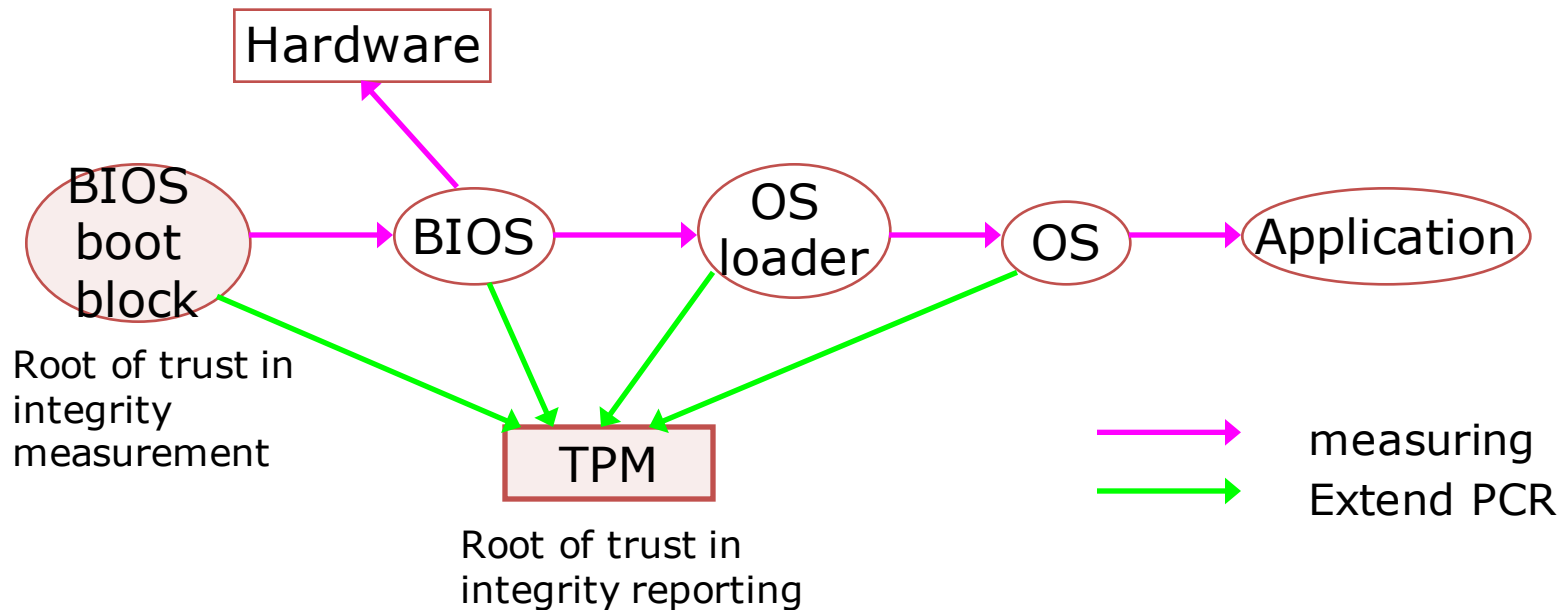 Hardware
BIOS
boot
block
BIOS
OS
loader
OS
Application
Root of trust in
integrity
measurement
TPM
Root of trust in
integrity reporting
measuring
Extend PCR